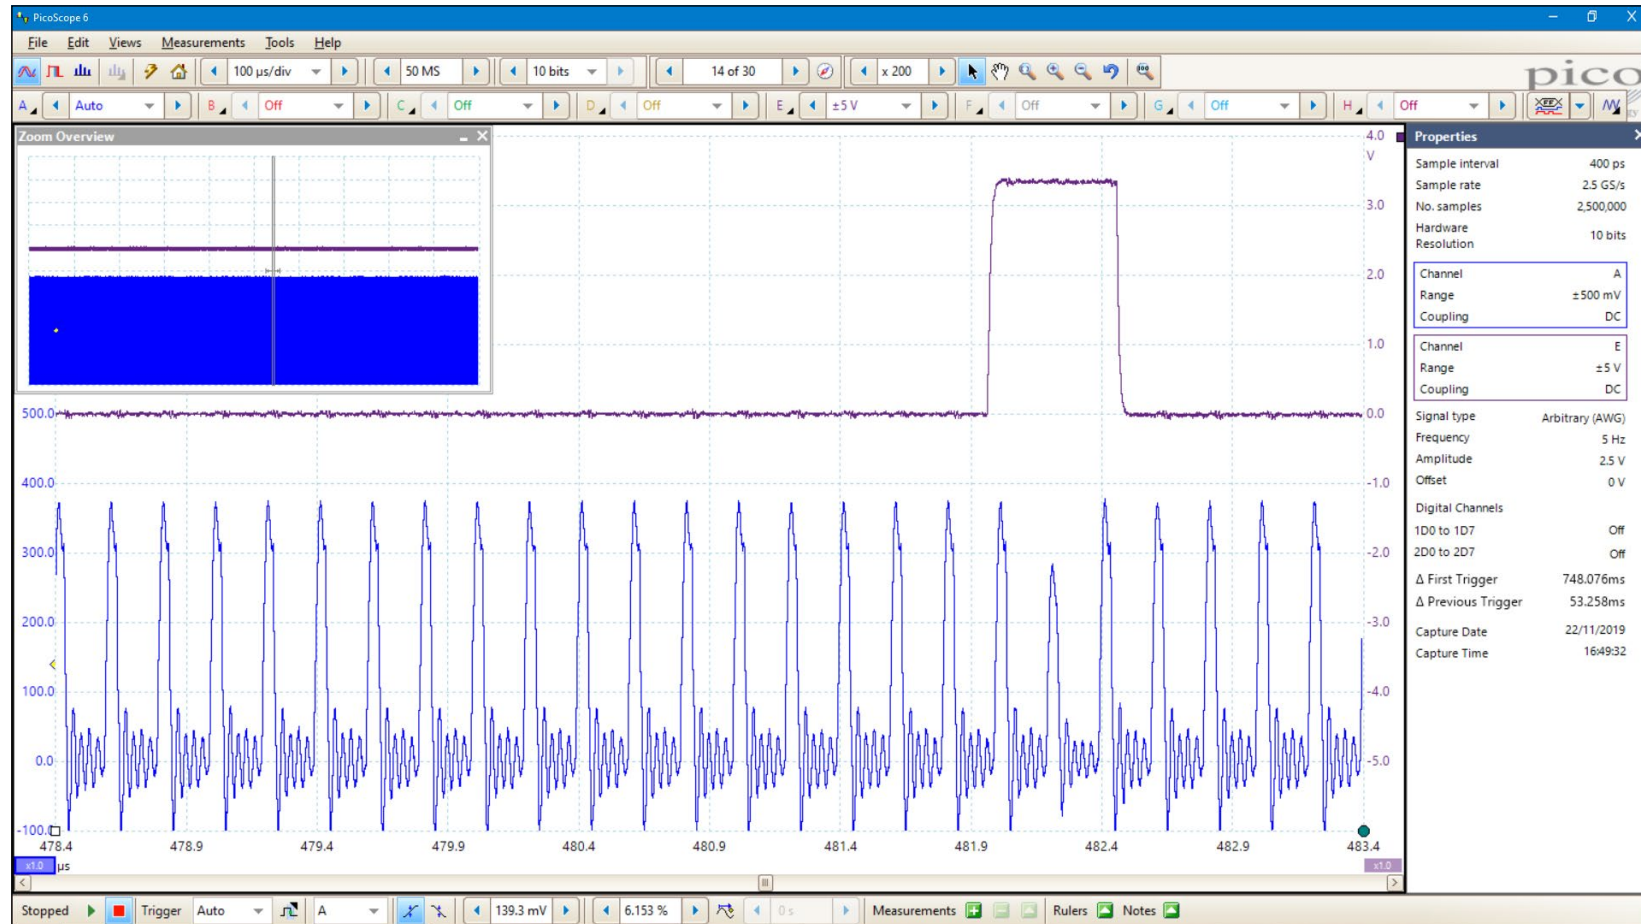 PicoScope 6
File Edit Views Measurements Tools Help
100 µs/div 50 MS 10 bits 14 of 30 x 200
pico
A Auto B Off C Off D Off E ±5 V F Off G Off H Off
Zoom Overview
4.0
V
3.0
2.0
1.0
0.0
-1.0
-2.0
-3.0
-4.0
-5.0
500.0
400.0
300.0
200.0
100.0
0.0
-100.0
478.4 478.9 479.4 479.9 480.4 480.9 481.4 481.9 482.4 482.9 483.4
x1.0 µs x1.0
Properties
Sample interval 400 ps
Sample rate 2.5 GS/s
No. samples 2,500,000
Hardware
Resolution 10 bits
Channel A
Range ±500 mV
Coupling DC
Channel E
Range ±5 V
Coupling DC
Signal type Arbitrary (AWG)
Frequency 5 Hz
Amplitude 2.5 V
Offset 0 V
Digital Channels
1D0 to 1D7 Off
2D0 to 2D7 Off
Δ First Trigger 748.076ms
Δ Previous Trigger 53.258ms
Capture Date 22/11/2019
Capture Time 16:49:32
Stopped Trigger Auto A 139.3 mV 6.153 % 0 s Measurements Rulers Notes